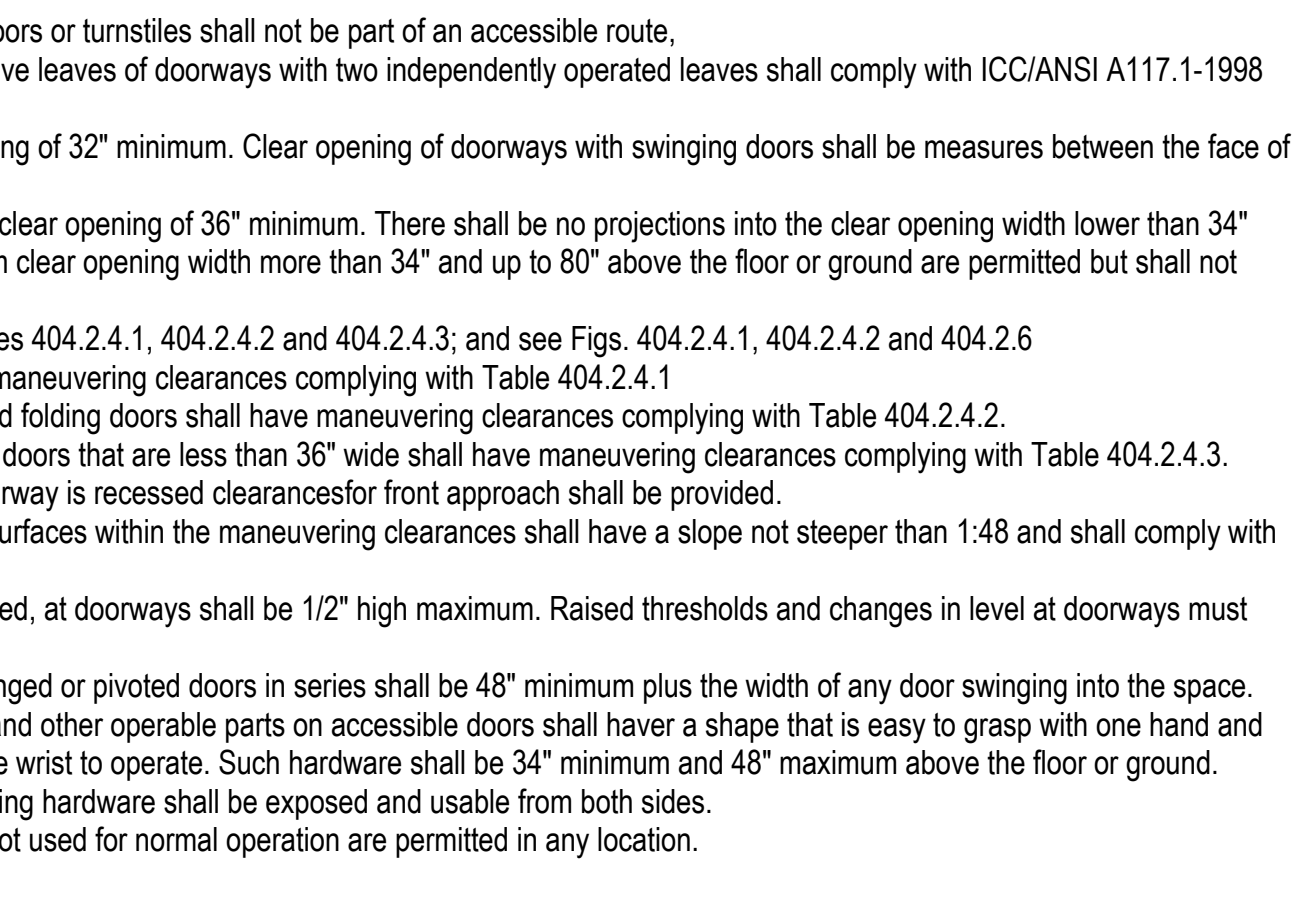 oors or turnstiles shall not be part of an accessible route,
ve leaves of doorways with two independently operated leaves shall comply with ICC/ANSI A117.1-1998
ng of 32" minimum. Clear opening of doorways with swinging doors shall be measures between the face of
clear opening of 36" minimum. There shall be no projections into the clear opening width lower than 34"
clear opening width more than 34" and up to 80" above the floor or ground are permitted but shall not
es 404.2.4.1, 404.2.4.2 and 404.2.4.3; and see Figs. 404.2.4.1, 404.2.4.2 and 404.2.6
maneuvering clearances complying with Table 404.2.4.1
d folding doors shall have maneuvering clearances complying with Table 404.2.4.2.
doors that are less than 36" wide shall have maneuvering clearances complying with Table 404.2.4.3.
rway is recessed clearancesfor front approach shall be provided.
urfaces within the maneuvering clearances shall have a slope not steeper than 1:48 and shall comply with
ed, at doorways shall be 1/2" high maximum. Raised thresholds and changes in level at doorways must
nged or pivoted doors in series shall be 48" minimum plus the width of any door swinging into the space.
and other operable parts on accessible doors shall haver a shape that is easy to grasp with one hand and
e wrist to operate. Such hardware shall be 34" minimum and 48" maximum above the floor or ground.
ing hardware shall be exposed and usable from both sides.
ot used for normal operation are permitted in any location.